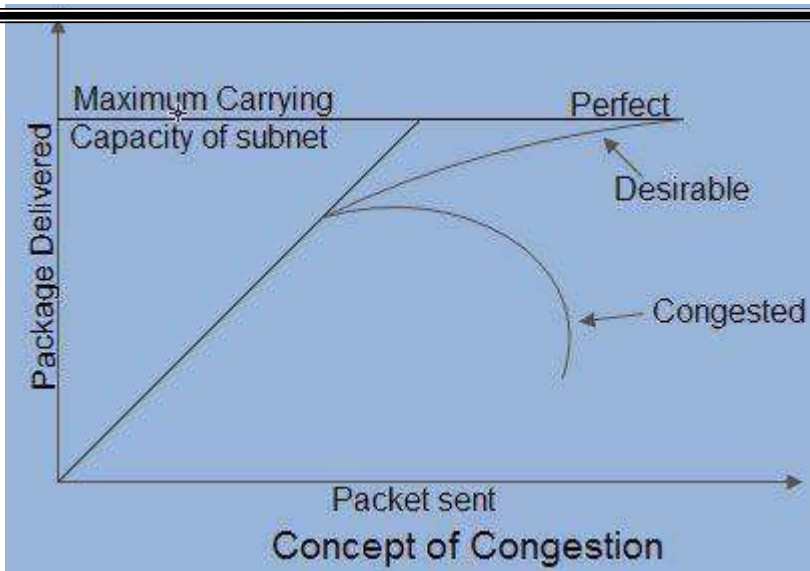 Maximum Carrying
Capacity of subnet
Perfect
Desirable
Congested
Package Delivered
Packet sent
Concept of Congestion